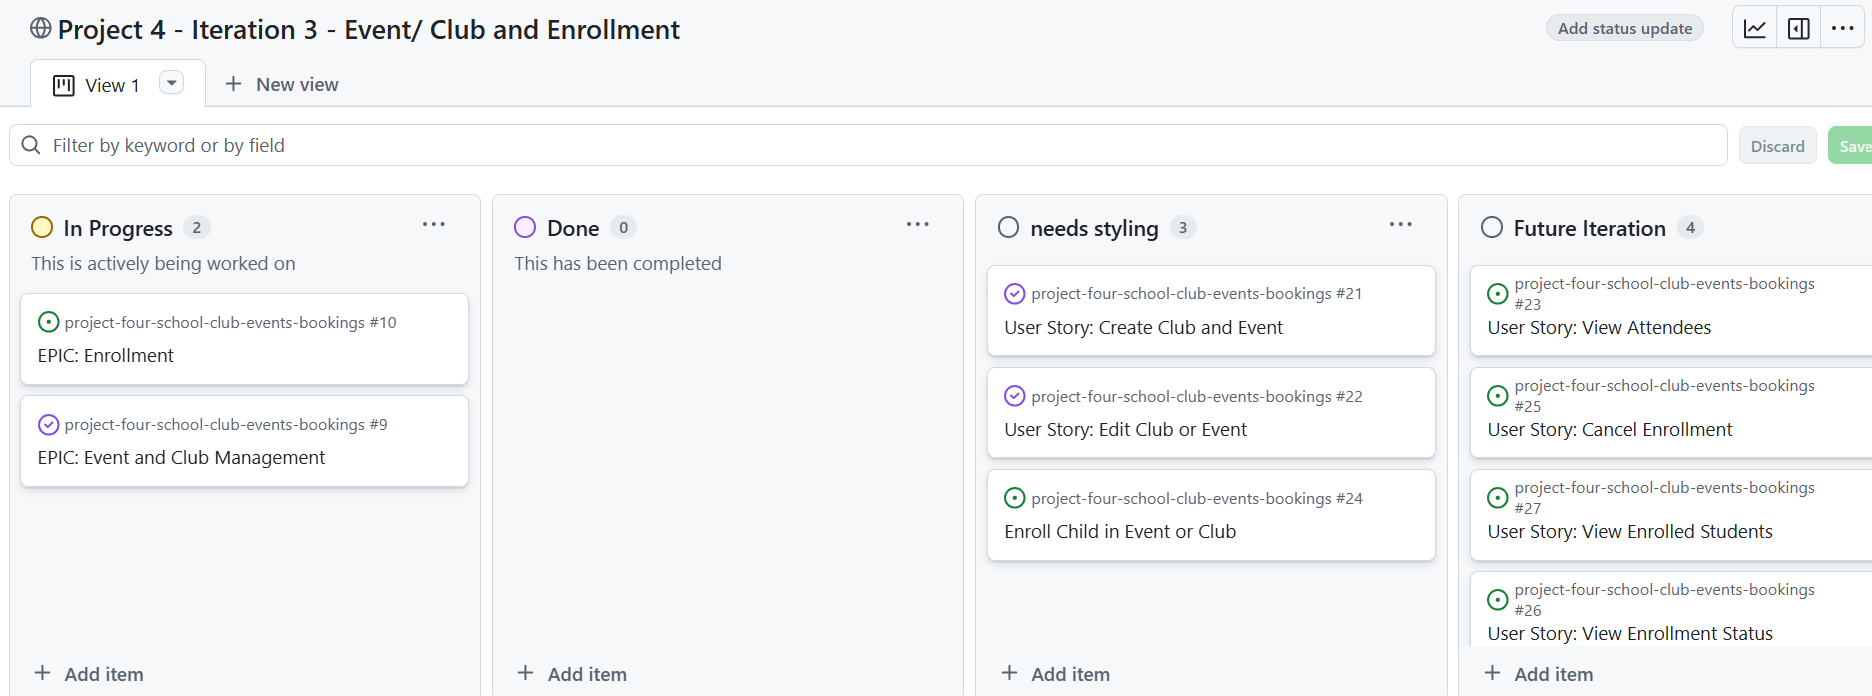 Project 4 - Iteration 3 - Event/ Club and Enrollment
Add status update
View 1
New view
Filter by keyword or by field
Discard
Save
In Progress 2
This is actively being worked on
project-four-school-club-events-bookings #10
EPIC: Enrollment
project-four-school-club-events-bookings #9
EPIC: Event and Club Management
Add item
Done 0
This has been completed
Add item
needs styling 3
project-four-school-club-events-bookings #21
User Story: Create Club and Event
project-four-school-club-events-bookings #22
User Story: Edit Club or Event
project-four-school-club-events-bookings #24
Enroll Child in Event or Club
Add item
Future Iteration 4
project-four-school-club-events-bookings
#23
User Story: View Attendees
project-four-school-club-events-bookings
#25
User Story: Cancel Enrollment
project-four-school-club-events-bookings
#27
User Story: View Enrolled Students
project-four-school-club-events-bookings
#26
User Story: View Enrollment Status
Add item